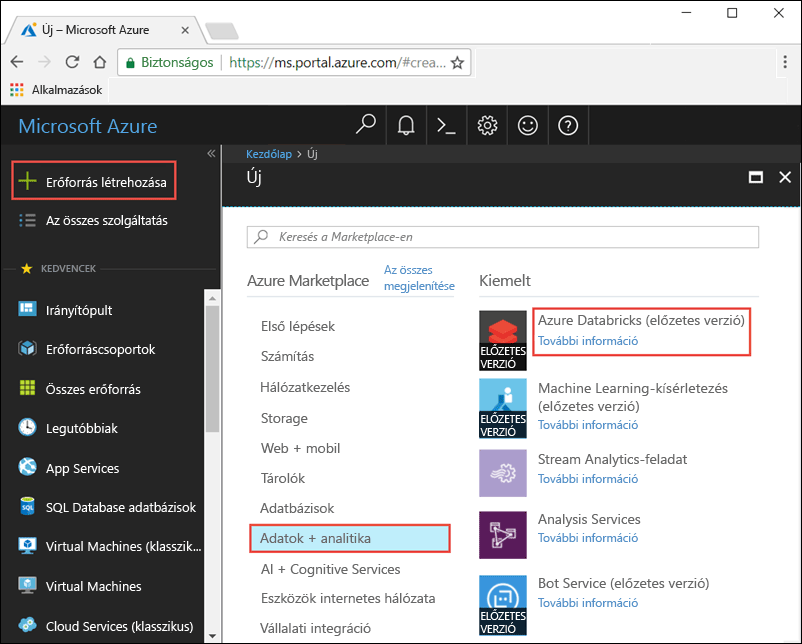 Új – Microsoft Azure
Biztonságos
https://ms.portal.azure.com/#crea...
Alkalmazások
Microsoft Azure
Erőforrás létrehozása
Az összes szolgáltatás
KEDVENCEK
Irányítópult
Erőforráscsoportok
Összes erőforrás
Legutóbbiak
App Services
SQL
SQL Database adatbázisok
Virtual Machines (klasszik...
Virtual Machines
Cloud Services (klasszikus)
Kezdőlap > Új
Új
Keresés a Marketplace-en
Azure Marketplace
Az összes
megjelenítése
Első lépések
Számítás
Hálózatkezelés
Storage
Web + mobil
Tárolók
Adatbázisok
Adatok + analitika
AI + Cognitive Services
Eszközök internetes hálózata
Vállalati integráció
Kiemelt
ELŐZETES
VERZIÓ
Azure Databricks (előzetes verzió)
További információ
ELŐZETES
VERZIÓ
Machine Learning-kísérletezés
(előzetes verzió)
További információ
Stream Analytics-feladat
További információ
Analysis Services
További információ
ELŐZETES
VERZIÓ
Bot Service (előzetes verzió)
További információ